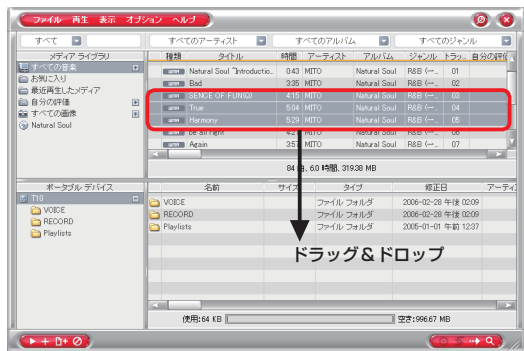 ファイル 再生 表示 オプション ヘルプ
すべて すべてのアーティスト すべてのアルバム すべてのジャンル
メディア ライブラリ
すべての音楽
お気に入り
最近再生したメディア
自分の評価
すべての画像
Natural Soul
種類 タイトル 時間 アーティスト アルバム ジャンル トラッ... 自分の評価
Natural Soul "Introductio... 0:43 MITO Natural Soul R&B (一... 01
Bad 3:35 MITO Natural Soul R&B (一... 02
SENCE OF FUNIQU 4:15 MITO Natural Soul R&B (一... 03
True 5:04 MITO Natural Soul R&B (一... 04
Harmony 5:29 MITO Natural Soul R&B (一... 05
be all right 4:21 MITO Natural Soul R&B (一... 06
Again 3:57 MITO Natural Soul R&B (一... 07
84 曲, 6.0 時間, 319.38 MB
ポータブル デバイス
T10
VOICE
RECORD
Playlists
名前 サイズ タイプ 修正日 アーティ
VOICE ファイル フォルダ 2006-02-28 午後 02:09
RECORD ファイル フォルダ 2006-02-28 午後 02:09
Playlists ファイル フォルダ 2005-01-01 午前 12:37
ドラッグ&ドロップ
使用:64 KB 空き:996.67 MB